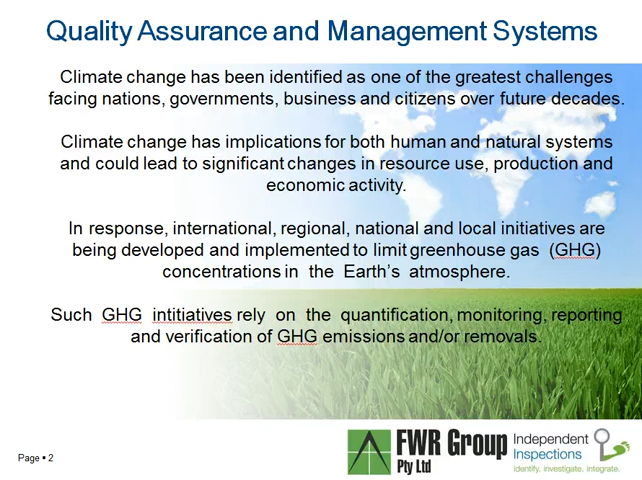 Quality Assurance and Management Systems
Climate change has been identified as one of the greatest challenges
facing nations, governments, business and citizens over future decades.
Climate change has implications for both human and natural systems
and could lead to significant changes in resource use, production and
economic activity.
In response, international, regional, national and local initiatives are
being developed and implemented to limit greenhouse gas (GHG)
concentrations in the Earth's atmosphere.
Such GHG intitiatives rely on the quantification, monitoring, reporting
and verification of GHG emissions and/or removals.
Page ▪ 2
FWR Group
Pty Ltd
Independent
Inspections
identify. investigate. integrate.